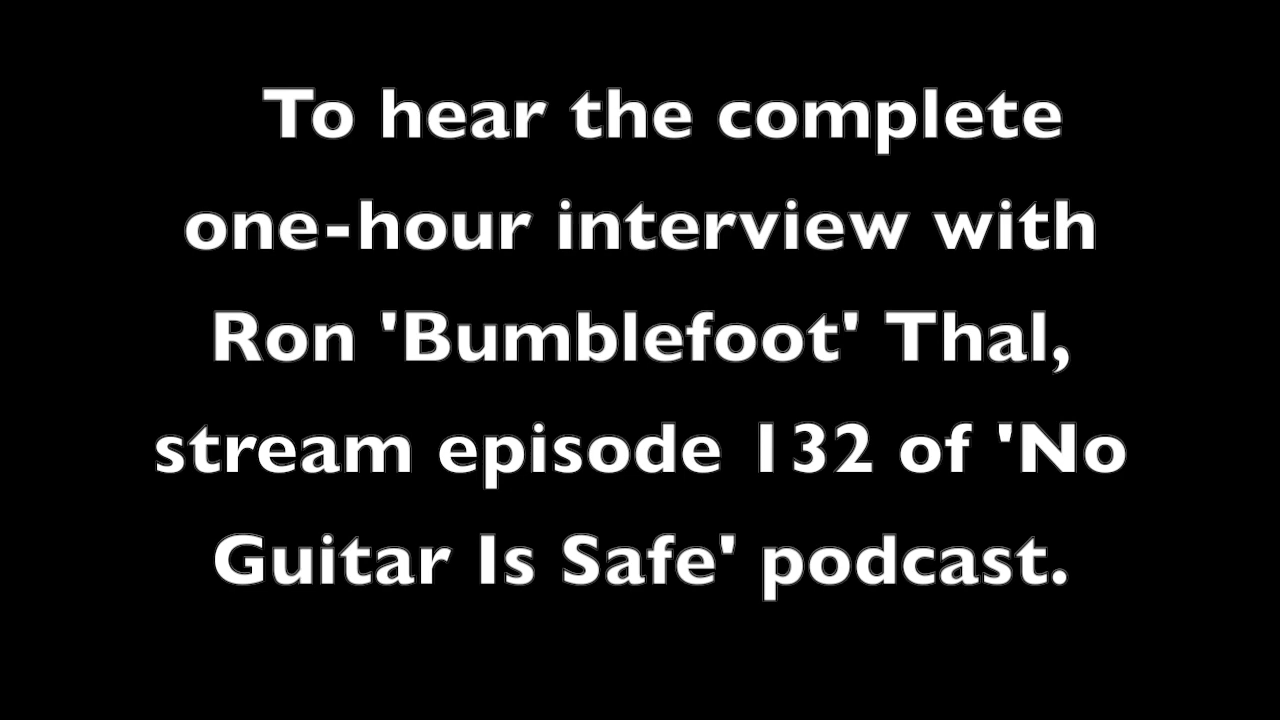 To hear the complete
one-hour interview with
Ron 'Bumblefoot' Thal,
stream episode 132 of 'No
Guitar Is Safe' podcast.